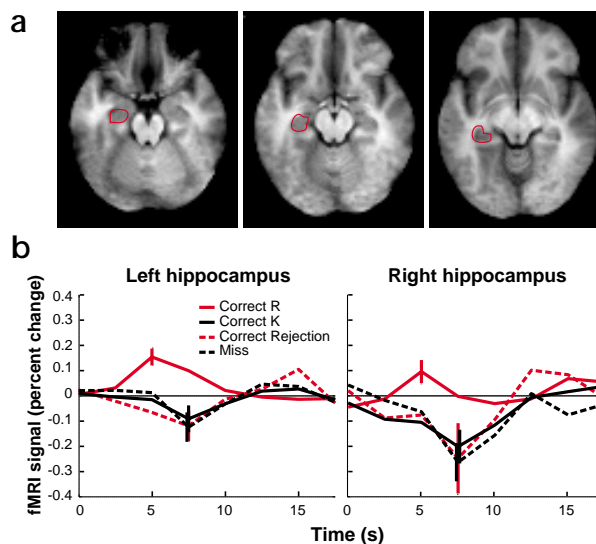 a
b
Left hippocampus
Right hippocampus
fMRI signal (percent change)
0.4
0.3
0.2
0.1
0
-0.1
-0.2
-0.3
-0.4
Correct R
Correct K
Correct Rejection
Miss
0 5 10 15 0 5 10 15
Time (s)